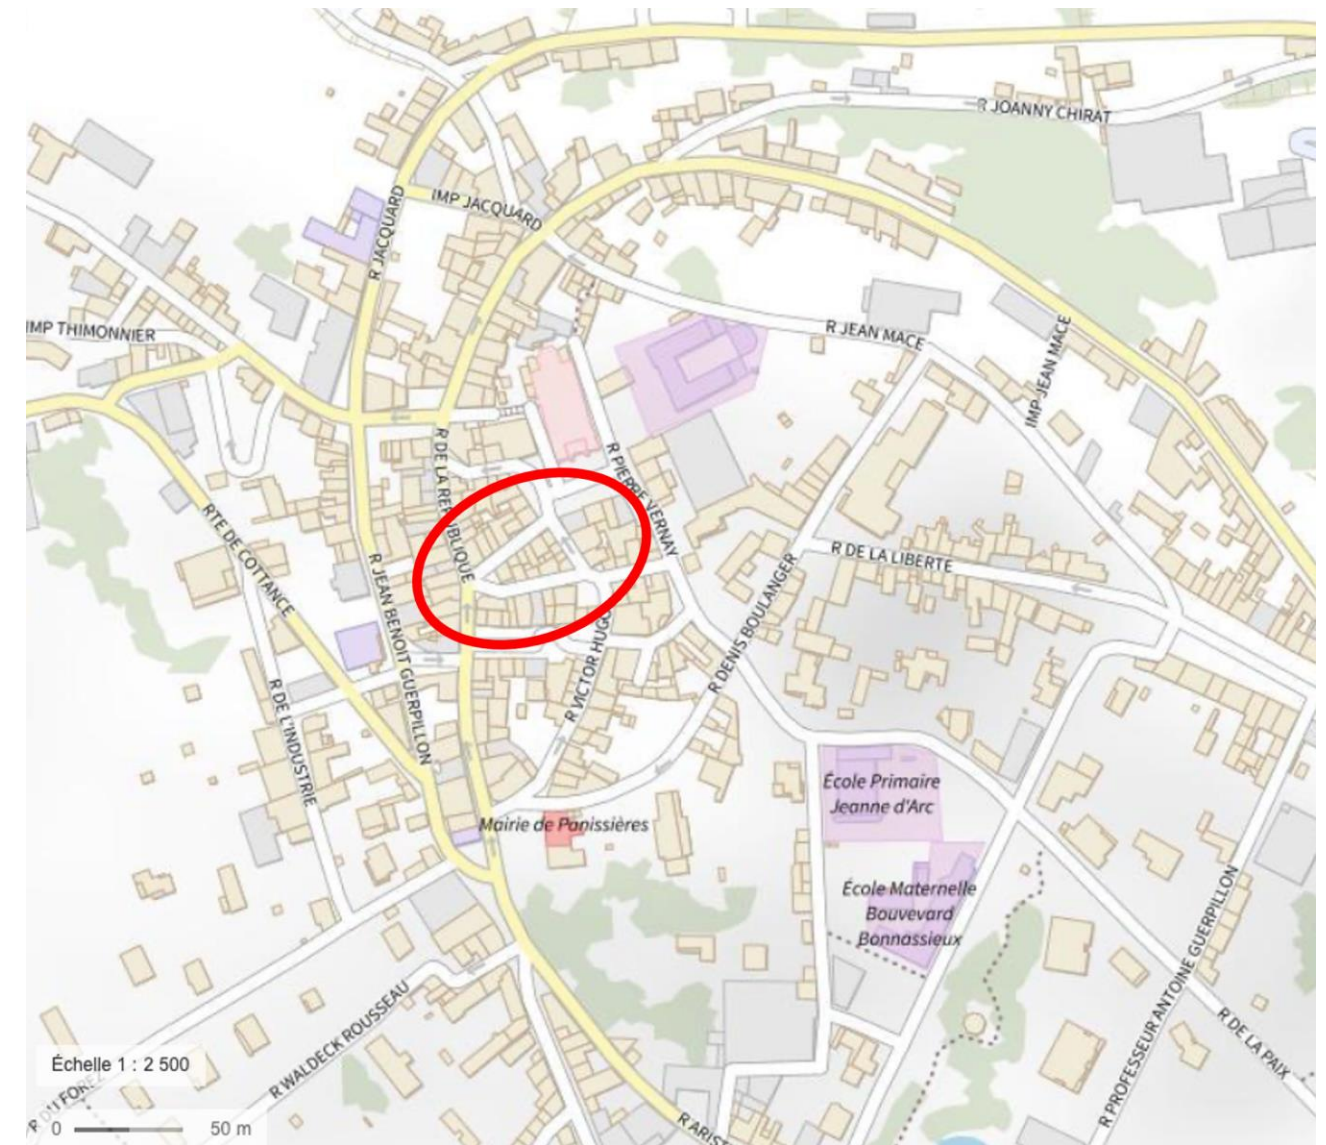 R JOANNY CHIRAT
IMP JACQUARD
R JACQUARD
IMP THIMONNIER
R JEAN MACE
IMP JEAN MACE
R DE LA REPUBLIQUE
R PIERRE VERNAY
RTE DE COTTANCE
R JEAN BENOIT GUERPILLON
R DE LA LIBERTE
R DENIS BOULANGER
R VICTOR HUGO
R DE L'INDUSTRIE
École Primaire
Jeanne d'Arc
Mairie de Panissières
École Maternelle
Bouvevard
Bonnassieux
R PROFESSEUR ANTOINE GUERPILLON
R WALDECK ROUSSEAU
R DE LA PAIX
Échelle 1 : 2 500
R DU FOREZ
0 50 m
R ARIST